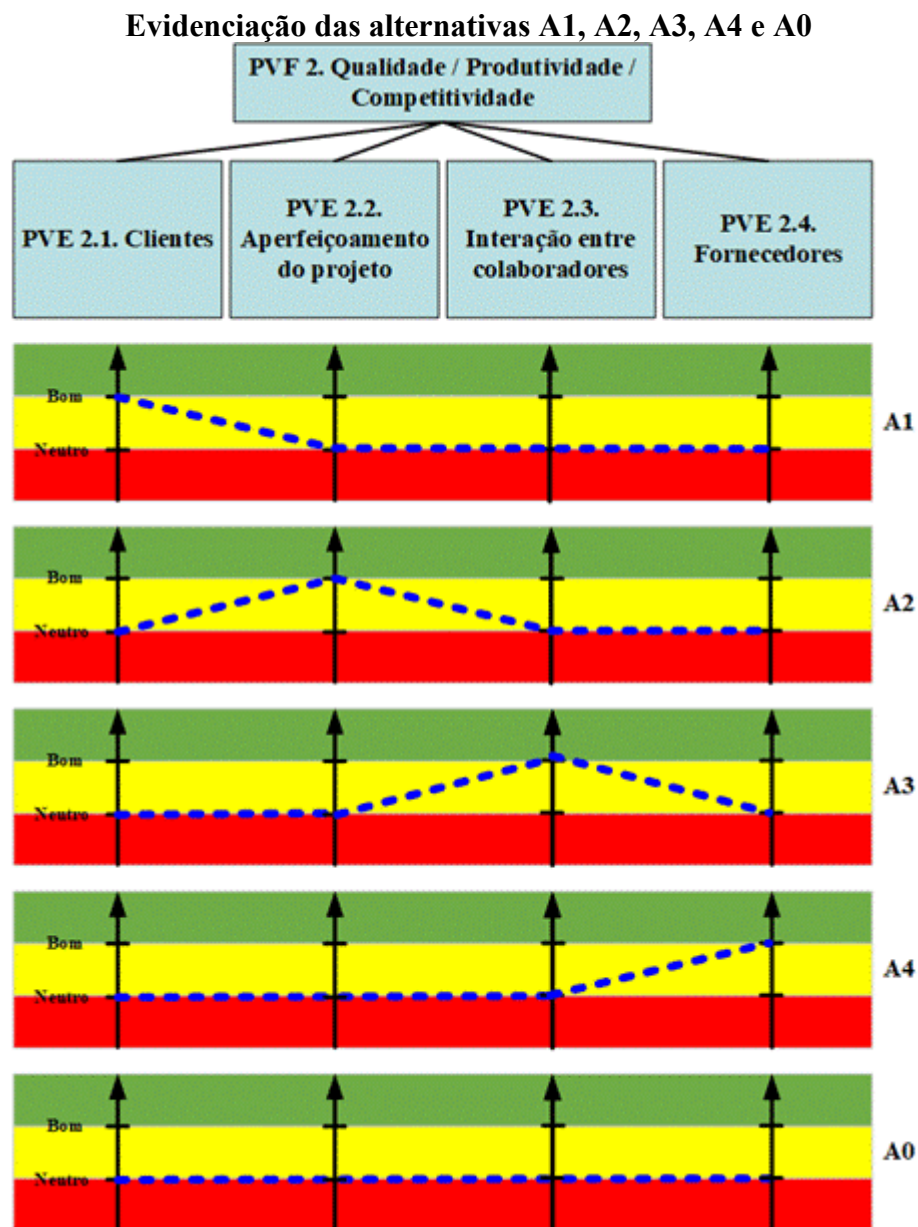 Evidenciação das alternativas A1, A2, A3, A4 e A0
PVF 2. Qualidade / Produtividade /
Competitividade
PVE 2.1. Clientes
PVE 2.2.
Aperfeiçoamento
do projeto
PVE 2.3.
Interação entre
colaboradores
PVE 2.4.
Fornecedores
Bom
Neutro
A1
Bom
Neutro
A2
Bom
Neutro
A3
Bom
Neutro
A4
Bom
Neutro
A0